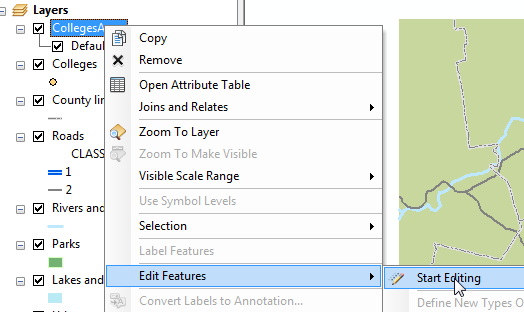 Layers
CollegesA
Defaul
Colleges
County lin
Roads
CLASS
1
2
Rivers and
Parks
Lakes and
Copy
Remove
Open Attribute Table
Joins and Relates
Zoom To Layer
Zoom To Make Visible
Visible Scale Range
Use Symbol Levels
Selection
Label Features
Edit Features
Convert Labels to Annotation...
Start Editing
Define New Types O